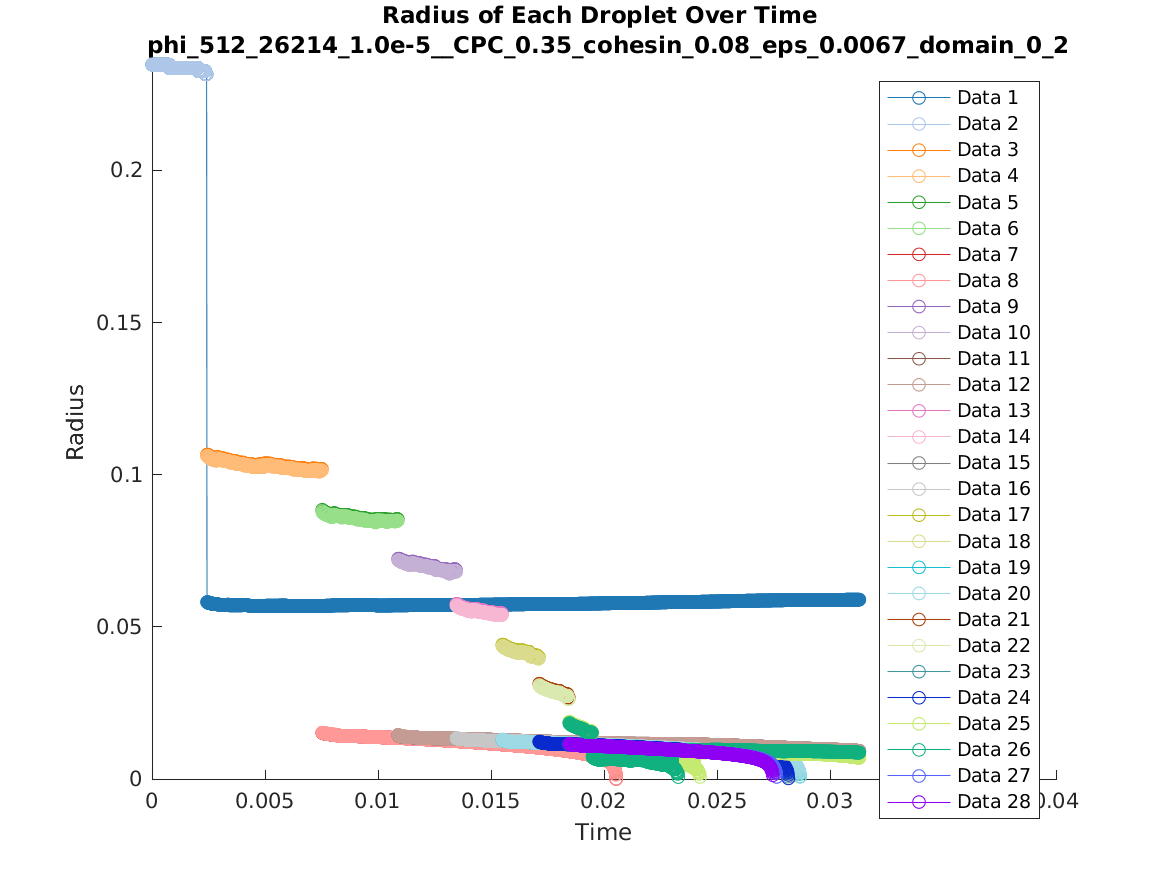 Radius of Each Droplet Over Time
phi_512_26214_1.0e-5__CPC_0.35_cohesin_0.08_eps_0.0067_domain_0_2
Radius
0.2
0.15
0.1
0.05
0
0
0.005
0.01
0.015
0.02
0.025
0.03
0.04
Time
Data 1
Data 2
Data 3
Data 4
Data 5
Data 6
Data 7
Data 8
Data 9
Data 10
Data 11
Data 12
Data 13
Data 14
Data 15
Data 16
Data 17
Data 18
Data 19
Data 20
Data 21
Data 22
Data 23
Data 24
Data 25
Data 26
Data 27
Data 28